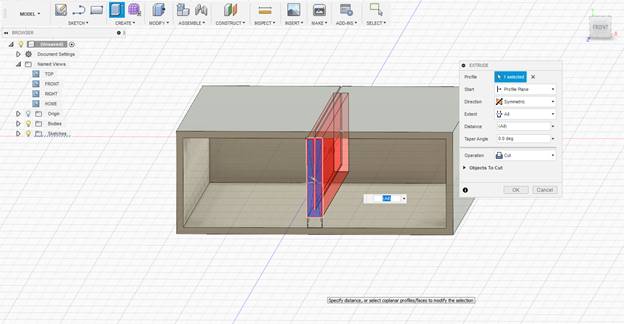 MODEL
SKETCH
CREATE
MODIFY
ASSEMBLE
CONSTRUCT
INSPECT
INSERT
MAKE
ADD-INS
SELECT
BROWSER
(Unsaved)
Document Settings
Named Views
TOP
FRONT
RIGHT
HOME
Origin
Bodies
Sketches
FRONT
Z
X
EXTRUDE
Profile
1 selected
Start
Profile Plane
Direction
Symmetric
Extent
All
Distance
(All)
Taper Angle
0.0 deg
Operation
Cut
Objects To Cut
OK
Cancel
(All)
Specify distance, or select coplanar profiles/faces to modify the selection